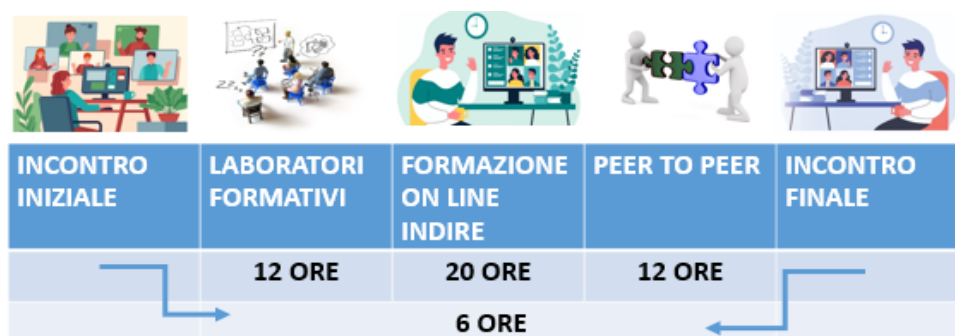 INCONTRO
INIZIALE
LABORATORI
FORMATIVI
FORMAZIONE
ON LINE
INDIRE
PEER TO PEER
INCONTRO
FINALE
12 ORE
20 ORE
12 ORE
6 ORE